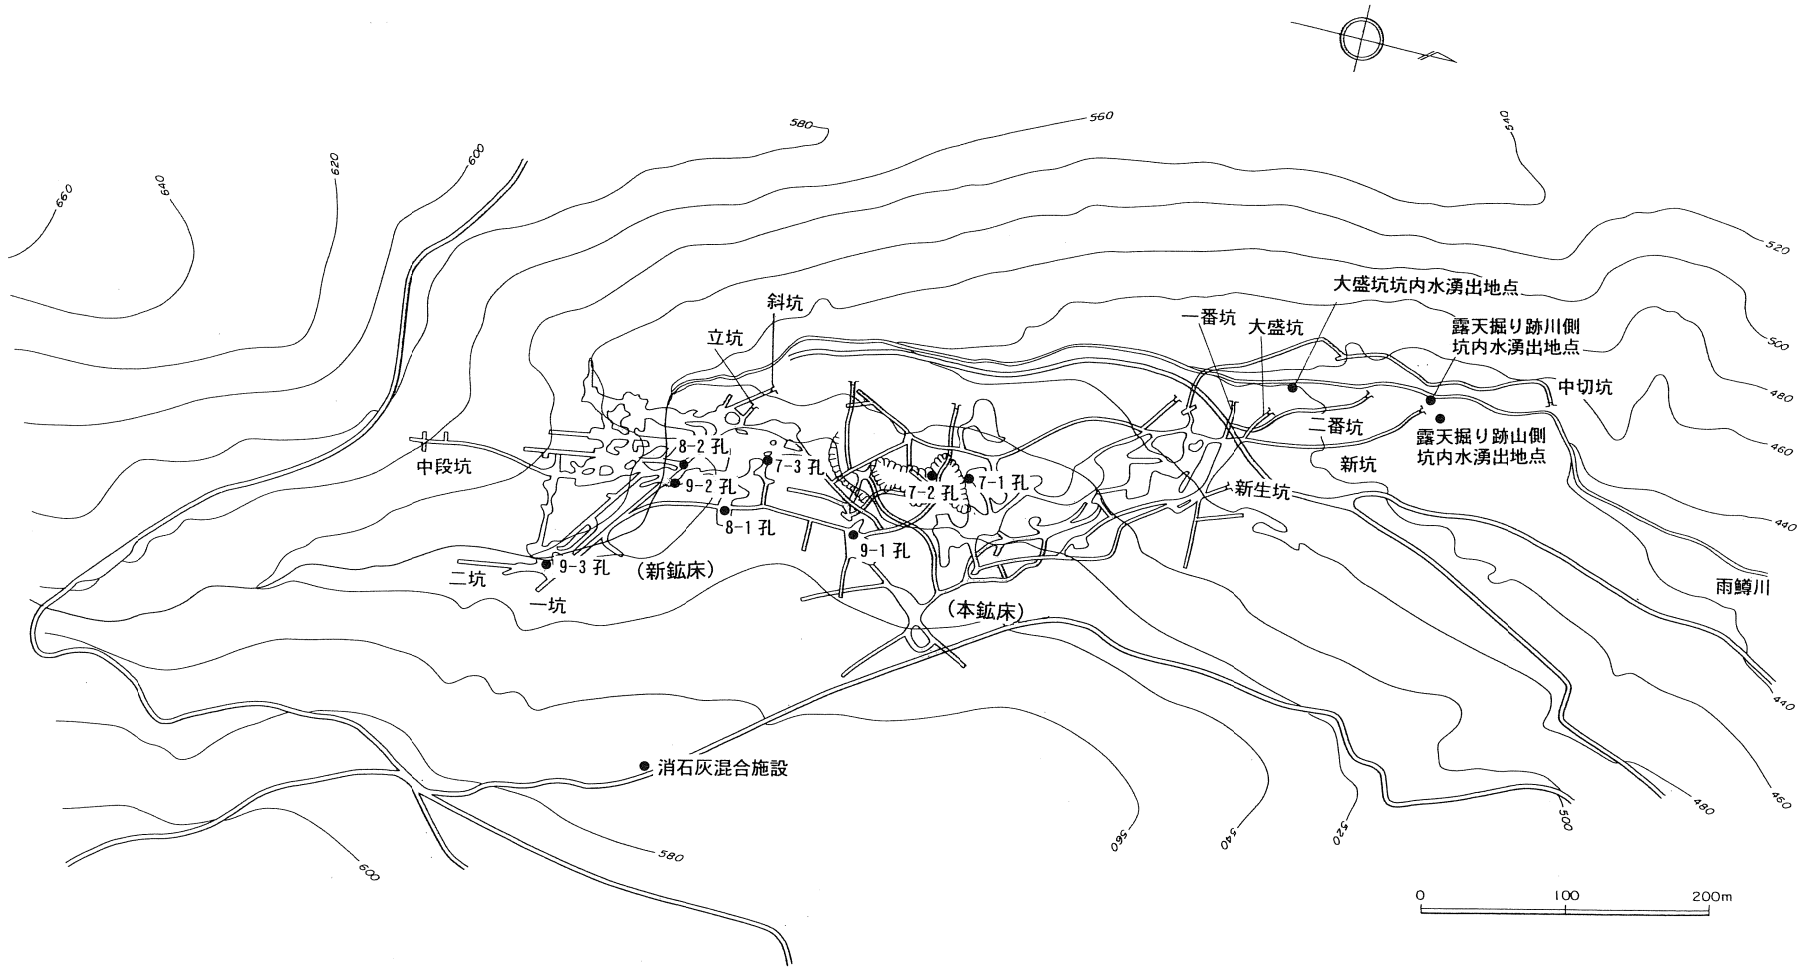 580
560
540
600
620
640
660
520
大盛坑坑内水湧出地点
斜坑
一番坑
大盛坑
露天掘り跡川側
坑内水湧出地点
立坑
500
480
中切坑
二番坑
露天掘り跡山側
坑内水湧出地点
8-2 孔
460
中段坑
7-3 孔
新坑
9-2 孔
7-2 孔
7-1 孔
新生坑
8-1 孔
440
9-1 孔
9-3 孔
(新鉱床)
二坑
雨鱒川
一坑
(本鉱床)
440
消石灰混合施設
460
480
500
520
540
560
580
600
0 100 200m